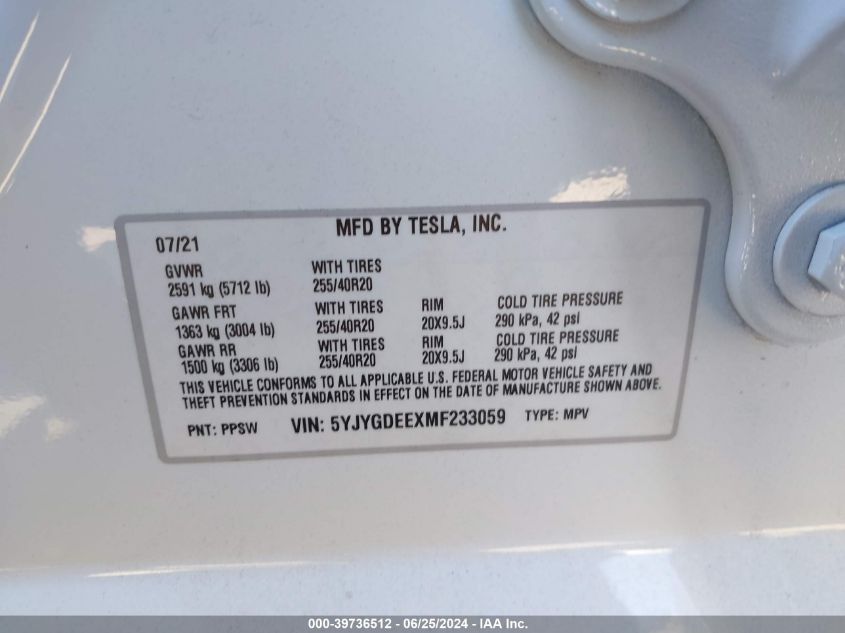 MFD BY TESLA, INC.
07/21
GVWR WITH TIRES
2591 kg (5712 lb) 255/40R20
GAWR FRT WITH TIRES RIM COLD TIRE PRESSURE
1363 kg (3004 lb) 255/40R20 20X9.5J 290 kPa, 42 psi
GAWR RR WITH TIRES RIM COLD TIRE PRESSURE
1500 kg (3306 lb) 255/40R20 20X9.5J 290 kPa, 42 psi
THIS VEHICLE CONFORMS TO ALL APPLICABLE U.S. FEDERAL MOTOR VEHICLE SAFETY AND
THEFT PREVENTION STANDARDS IN EFFECT ON THE DATE OF MANUFACTURE SHOWN ABOVE.
PNT: PPSW VIN: 5YJYGDEEXMF233059 TYPE: MPV
000-39736512 - 06/25/2024 - IAA Inc.